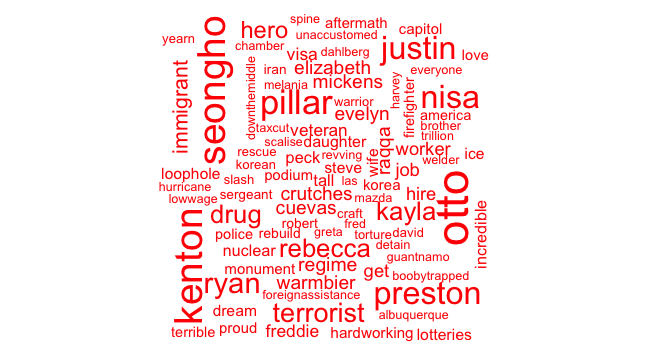 spine aftermath
hero capitol
unaccustomed
yearn
seongho
chamber visa dahlberg justin love
iran elizabeth everyone
immigrant
downthemiddle
melania mickens
harvey
nisa
pillar warrior
firefighter
evelyn america
taxcut veteran brother
raqqa
trillion
scalise daughter
wife
worker
rescue peck revving ice
korean steve welder
loophole podium tall las korea job
hurricane slash
lowwage sergeant crutches mazda hire
otto
incredible
kenton
drug cuevas craft kayla
robert fred
police rebuild greta torture david
nuclear rebecca detain
guantnamo
monument regime get boobytrapped
ryan warmbier preston
foreignassistance
dream terrorist albuquerque
terrible proud freddie hardworking lotteries